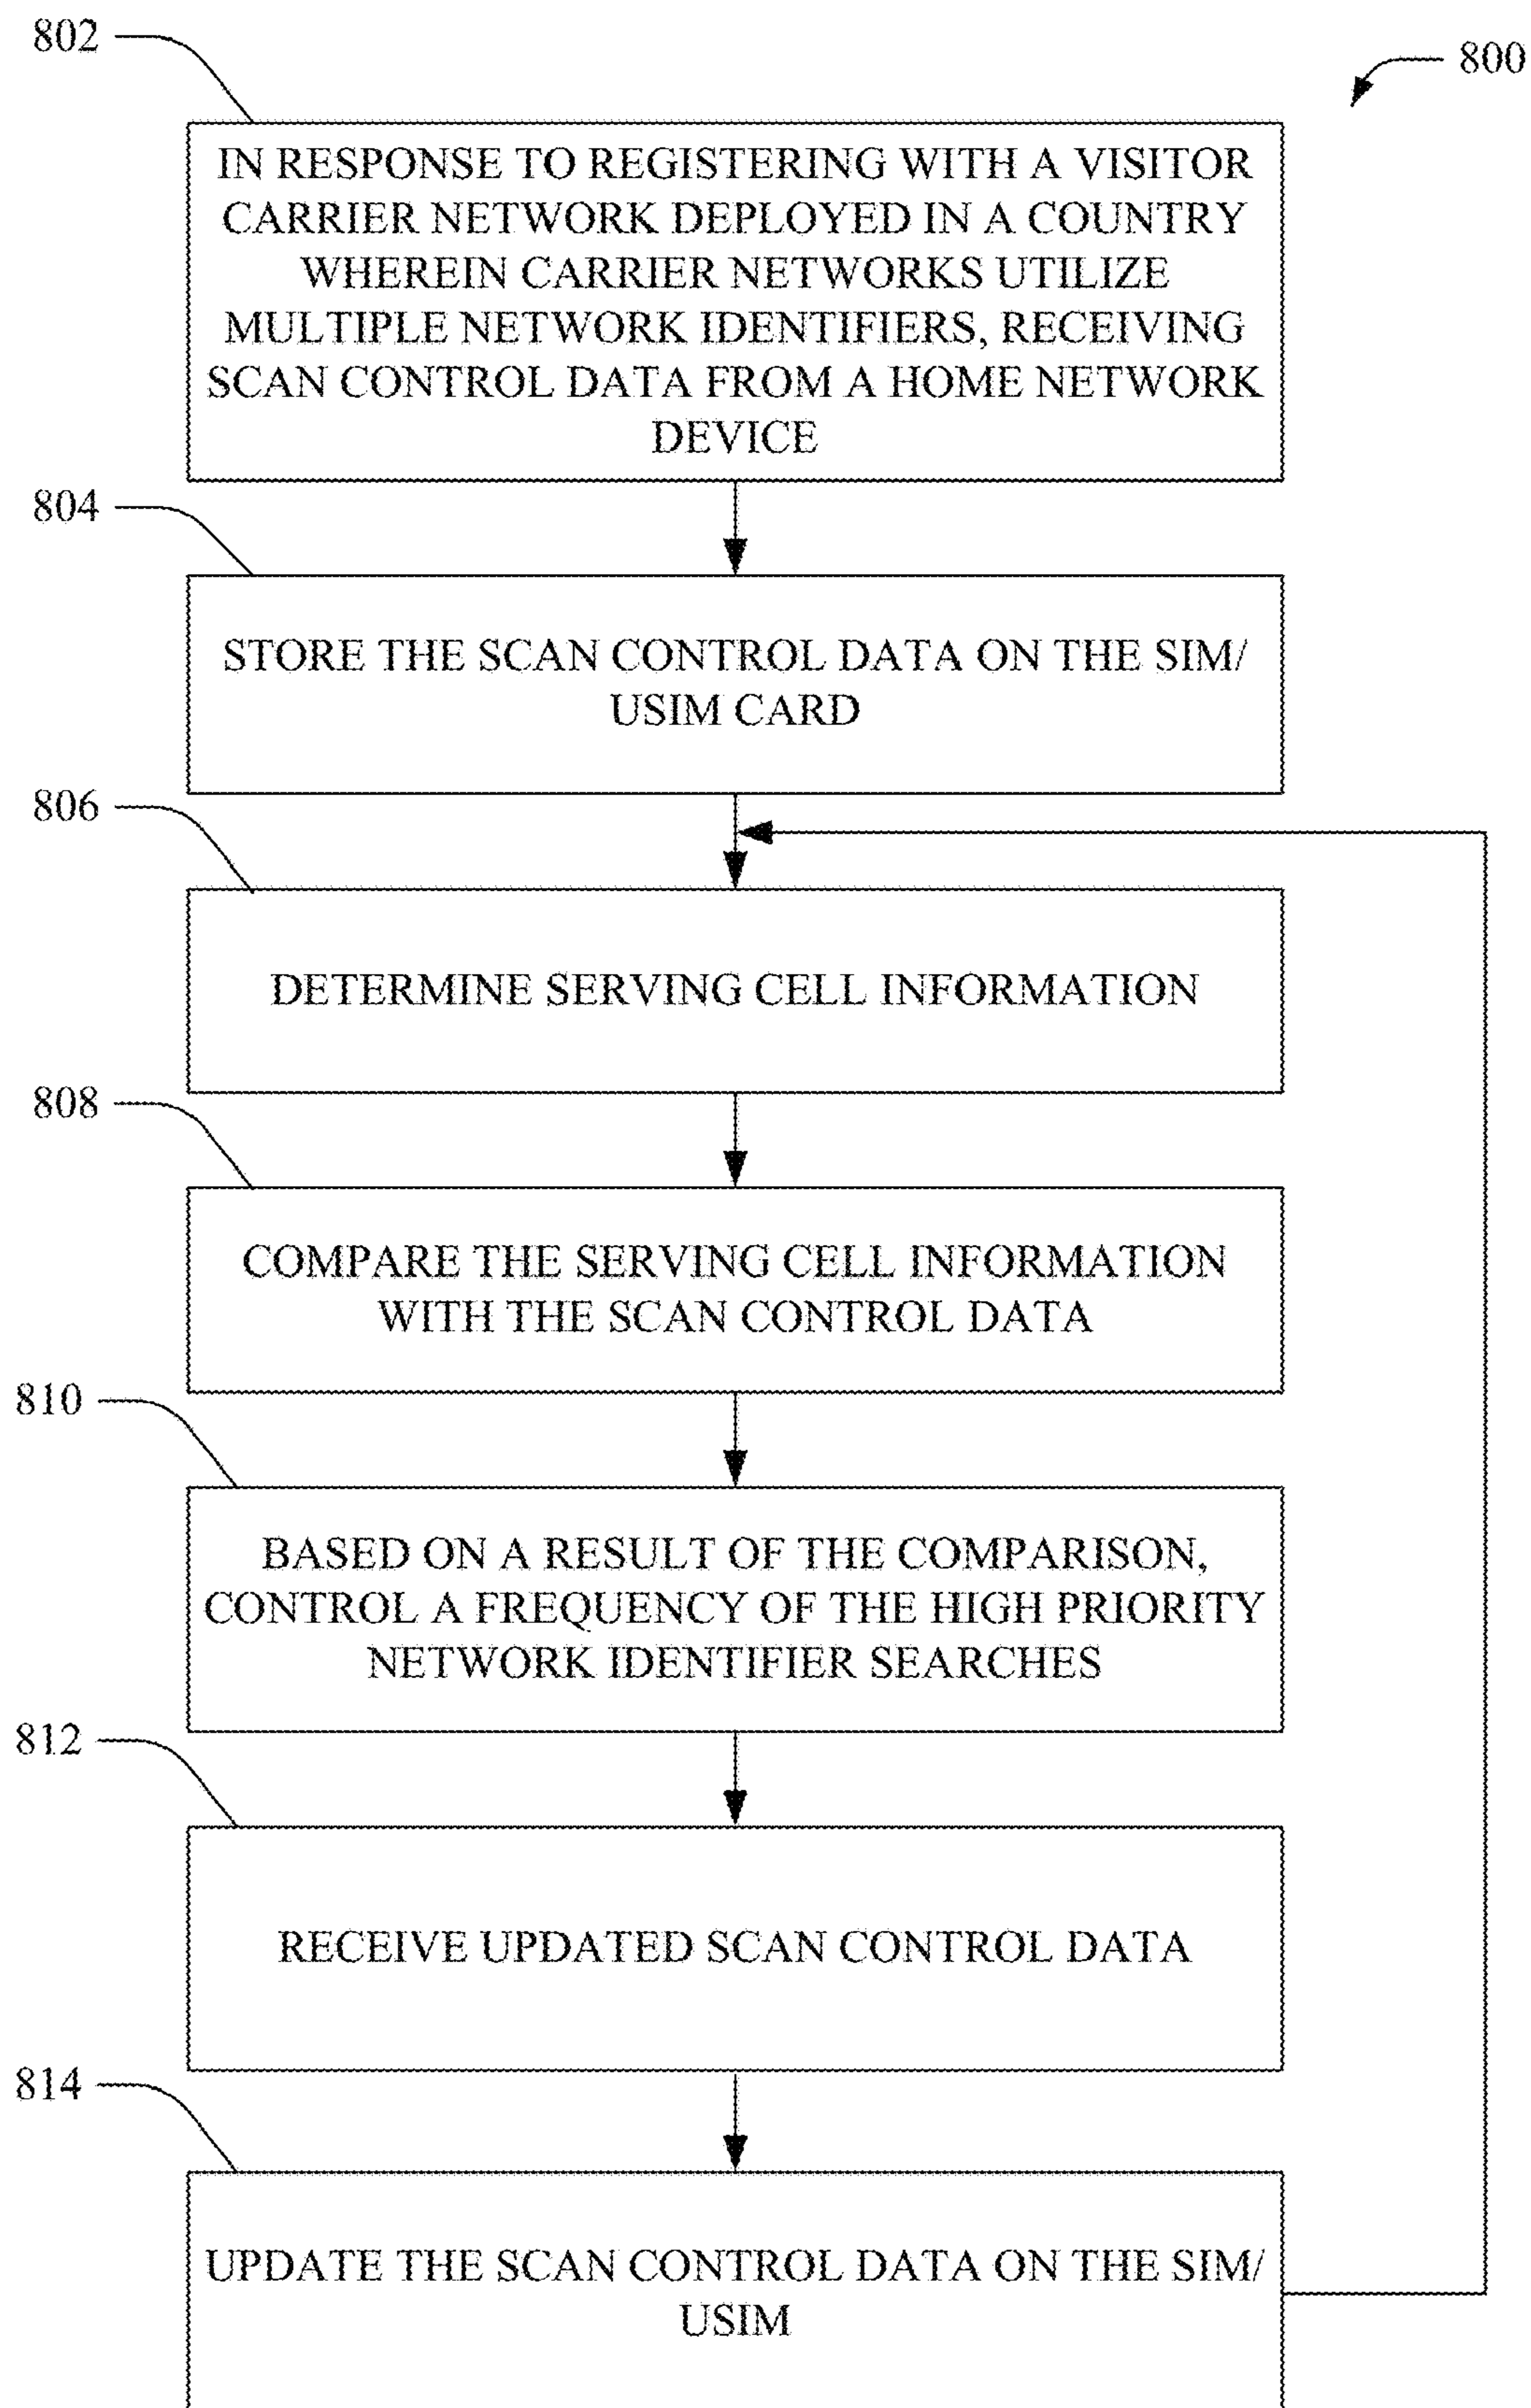 802
800
IN RESPONSE TO REGISTERING WITH A VISITOR
CARRIER NETWORK DEPLOYED IN A COUNTRY
WHEREIN CARRIER NETWORKS UTILIZE
MULTIPLE NETWORK IDENTIFIERS, RECEIVING
SCAN CONTROL DATA FROM A HOME NETWORK
DEVICE
804
STORE THE SCAN CONTROL DATA ON THE SIM/
USIM CARD
806
DETERMINE SERVING CELL INFORMATION
808
COMPARE THE SERVING CELL INFORMATION
WITH THE SCAN CONTROL DATA
810
BASED ON A RESULT OF THE COMPARISON,
CONTROL A FREQUENCY OF THE HIGH PRIORITY
NETWORK IDENTIFIER SEARCHES
812
RECEIVE UPDATED SCAN CONTROL DATA
814
UPDATE THE SCAN CONTROL DATA ON THE SIM/
USIM